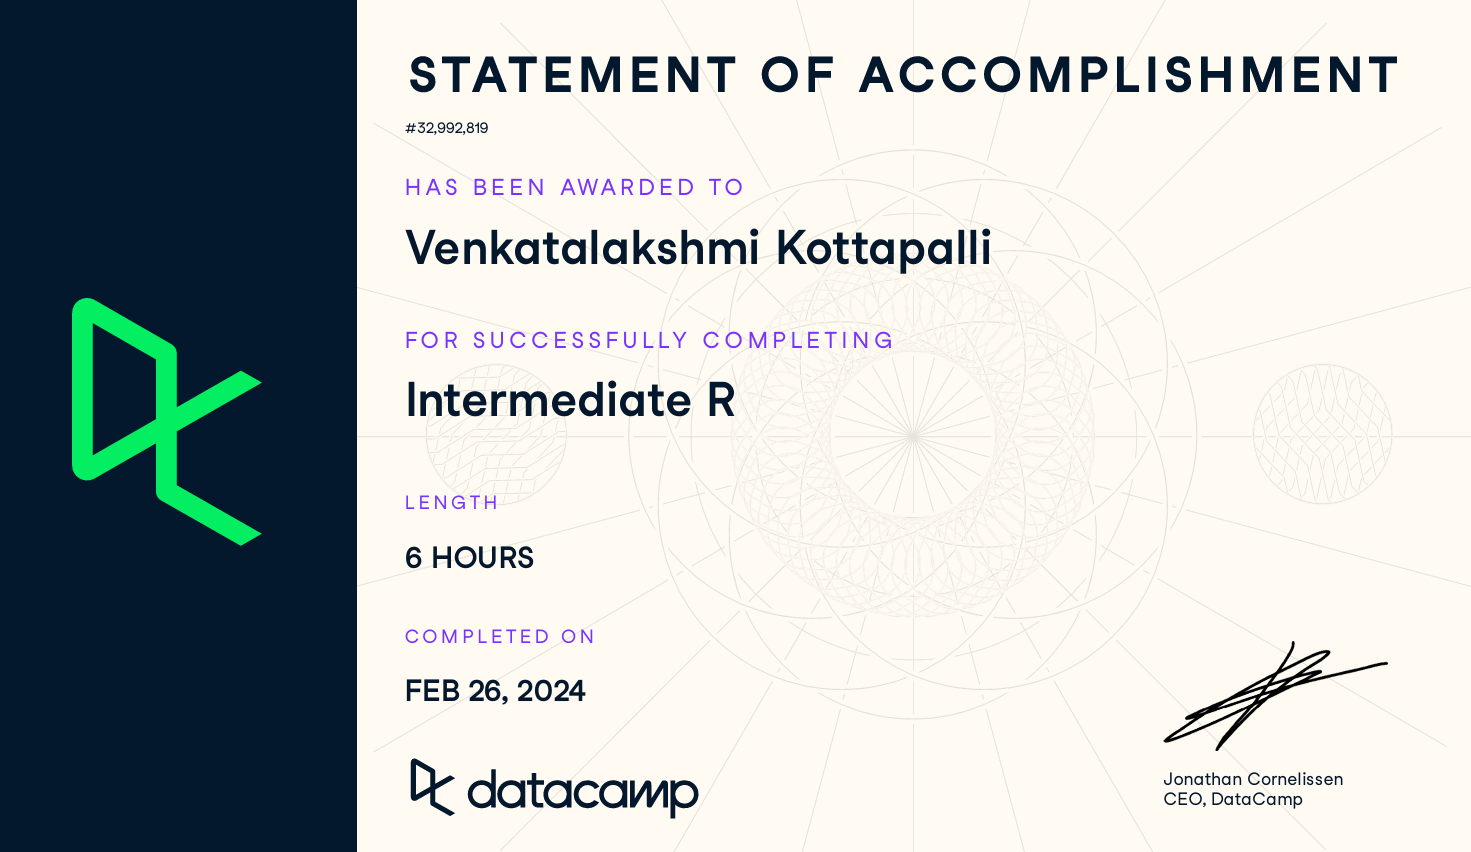 STATEMENT OF ACCOMPLISHMENT
#32,992,819
HAS BEEN AWARDED TO
Venkatalakshmi Kottapalli
FOR SUCCESSFULLY COMPLETING
Intermediate R
LENGTH
6 HOURS
COMPLETED ON
FEB 26, 2024
datacamp
Jonathan Cornelissen
CEO, DataCamp